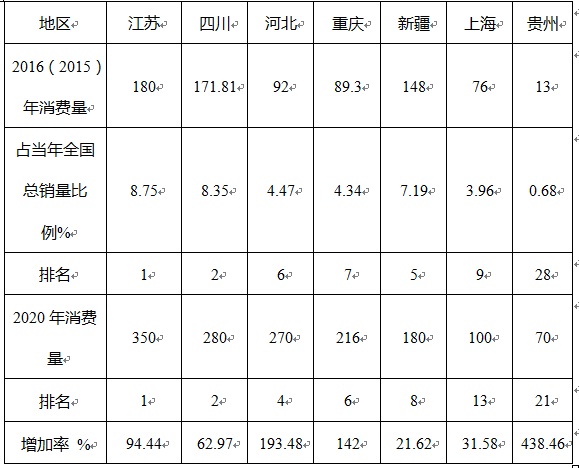 地区 江苏 四川 河北 重庆 新疆 上海 贵州
2016（2015）
年消费量 180 171.81 92 89.3 148 76 13
占当年全国
总销量比
例% 8.75 8.35 4.47 4.34 7.19 3.96 0.68
排名 1 2 6 7 5 9 28
2020 年消费
量 350 280 270 216 180 100 70
排名 1 2 4 6 8 13 21
增加率 % 94.44 62.97 193.48 142 21.62 31.58 438.46